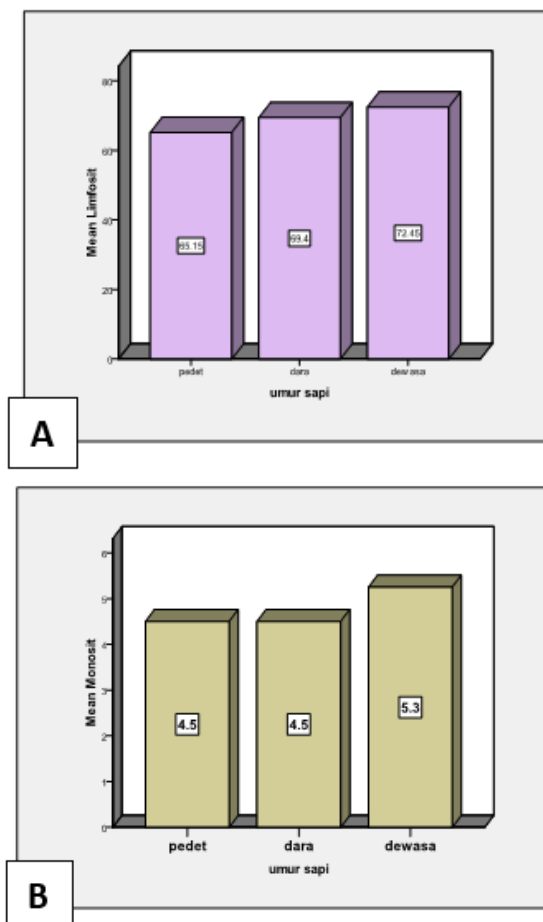 80
60
40
20
0
Mean Limfosit
65.15
69.4
72.45
pedet dara dewasa
umur sapi
A
6
5
4
3
2
1
0
Mean Monosit
4.5
4.5
5.3
pedet dara dewasa
umur sapi
B